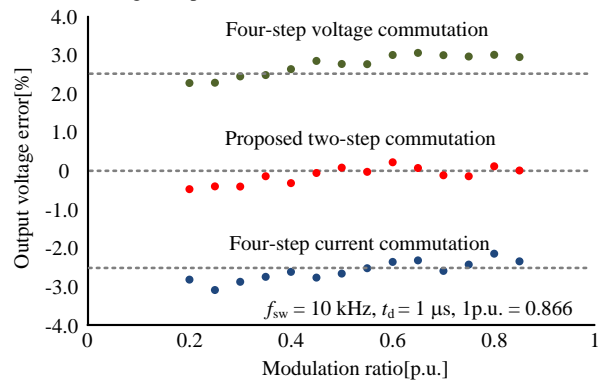 4.0
Four-step voltage commutation
3.0
2.0
1.0
Proposed two-step commutation
0
-1.0
Four-step current commutation
-2.0
-3.0
f_sw = 10 kHz, t_d = 1 μs, 1p.u. = 0.866
-4.0
0 0.2 0.4 0.6 0.8 1
Modulation ratio[p.u.]
Output voltage error[%]